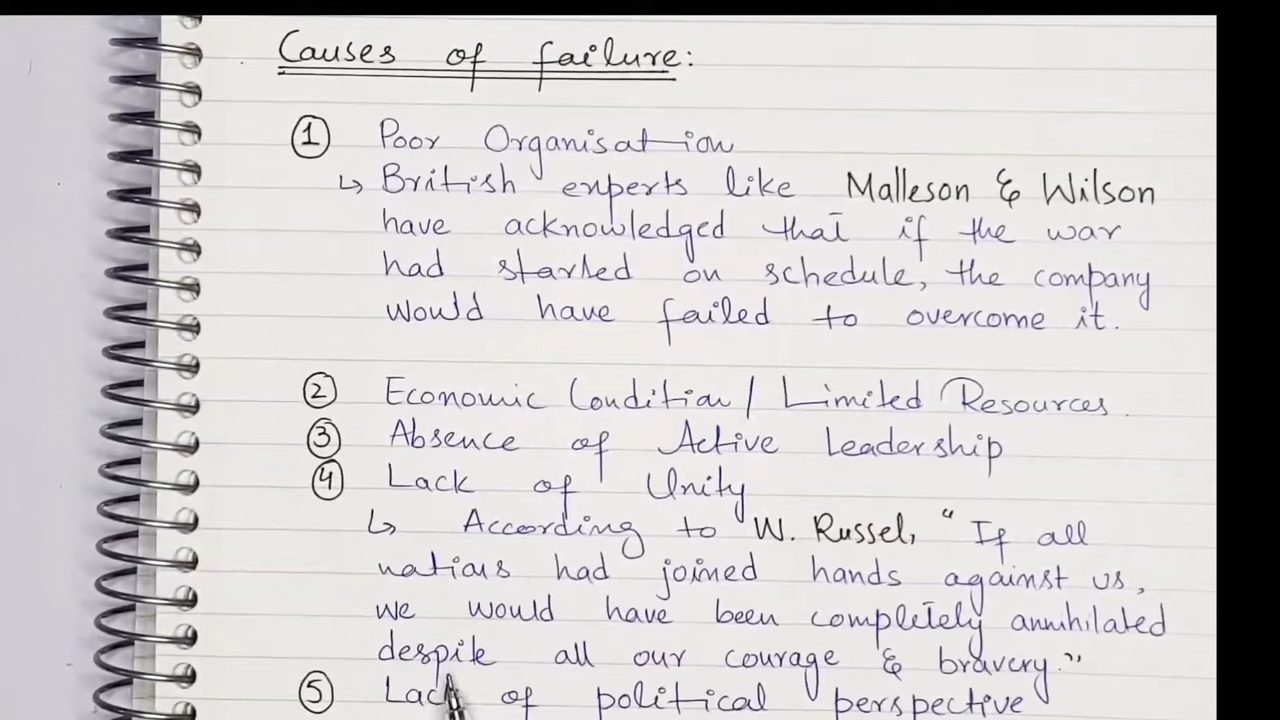 Causes of failure:
① Poor Organisation
↳ British experts like Malleson & Wilson
have acknowledged that if the war
had started on schedule, the company
would have failed to overcome it.
② Economic Condition / Limited Resources.
③ Absence of Active Leadership
④ Lack of Unity
↳ According to W. Russel, "If all
nations had joined hands against us,
we would have been completely annihilated
despite all our courage & bravery."
⑤ Lack of political perspective